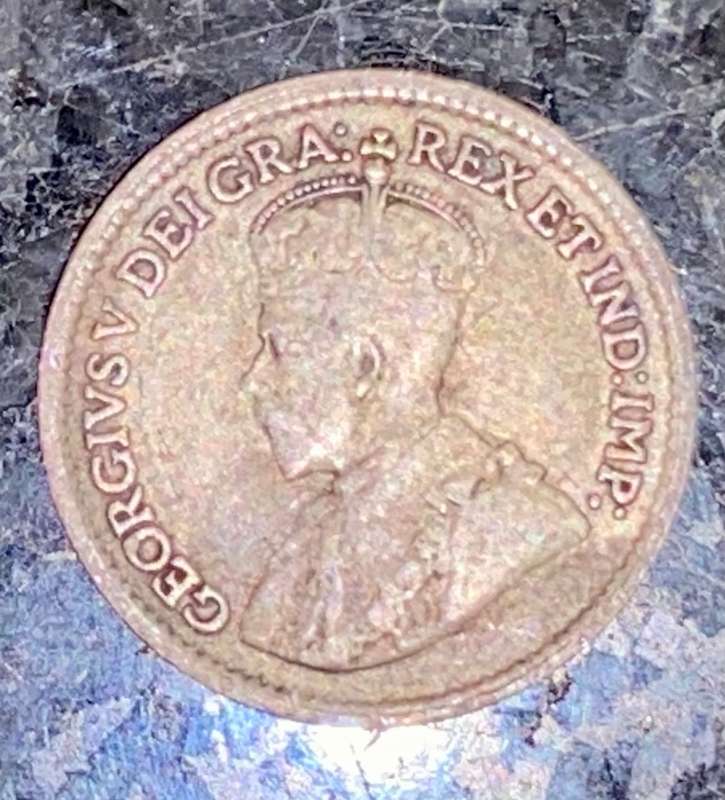 GEORGIVS V DEI GRA: REX ET IND: IMP: